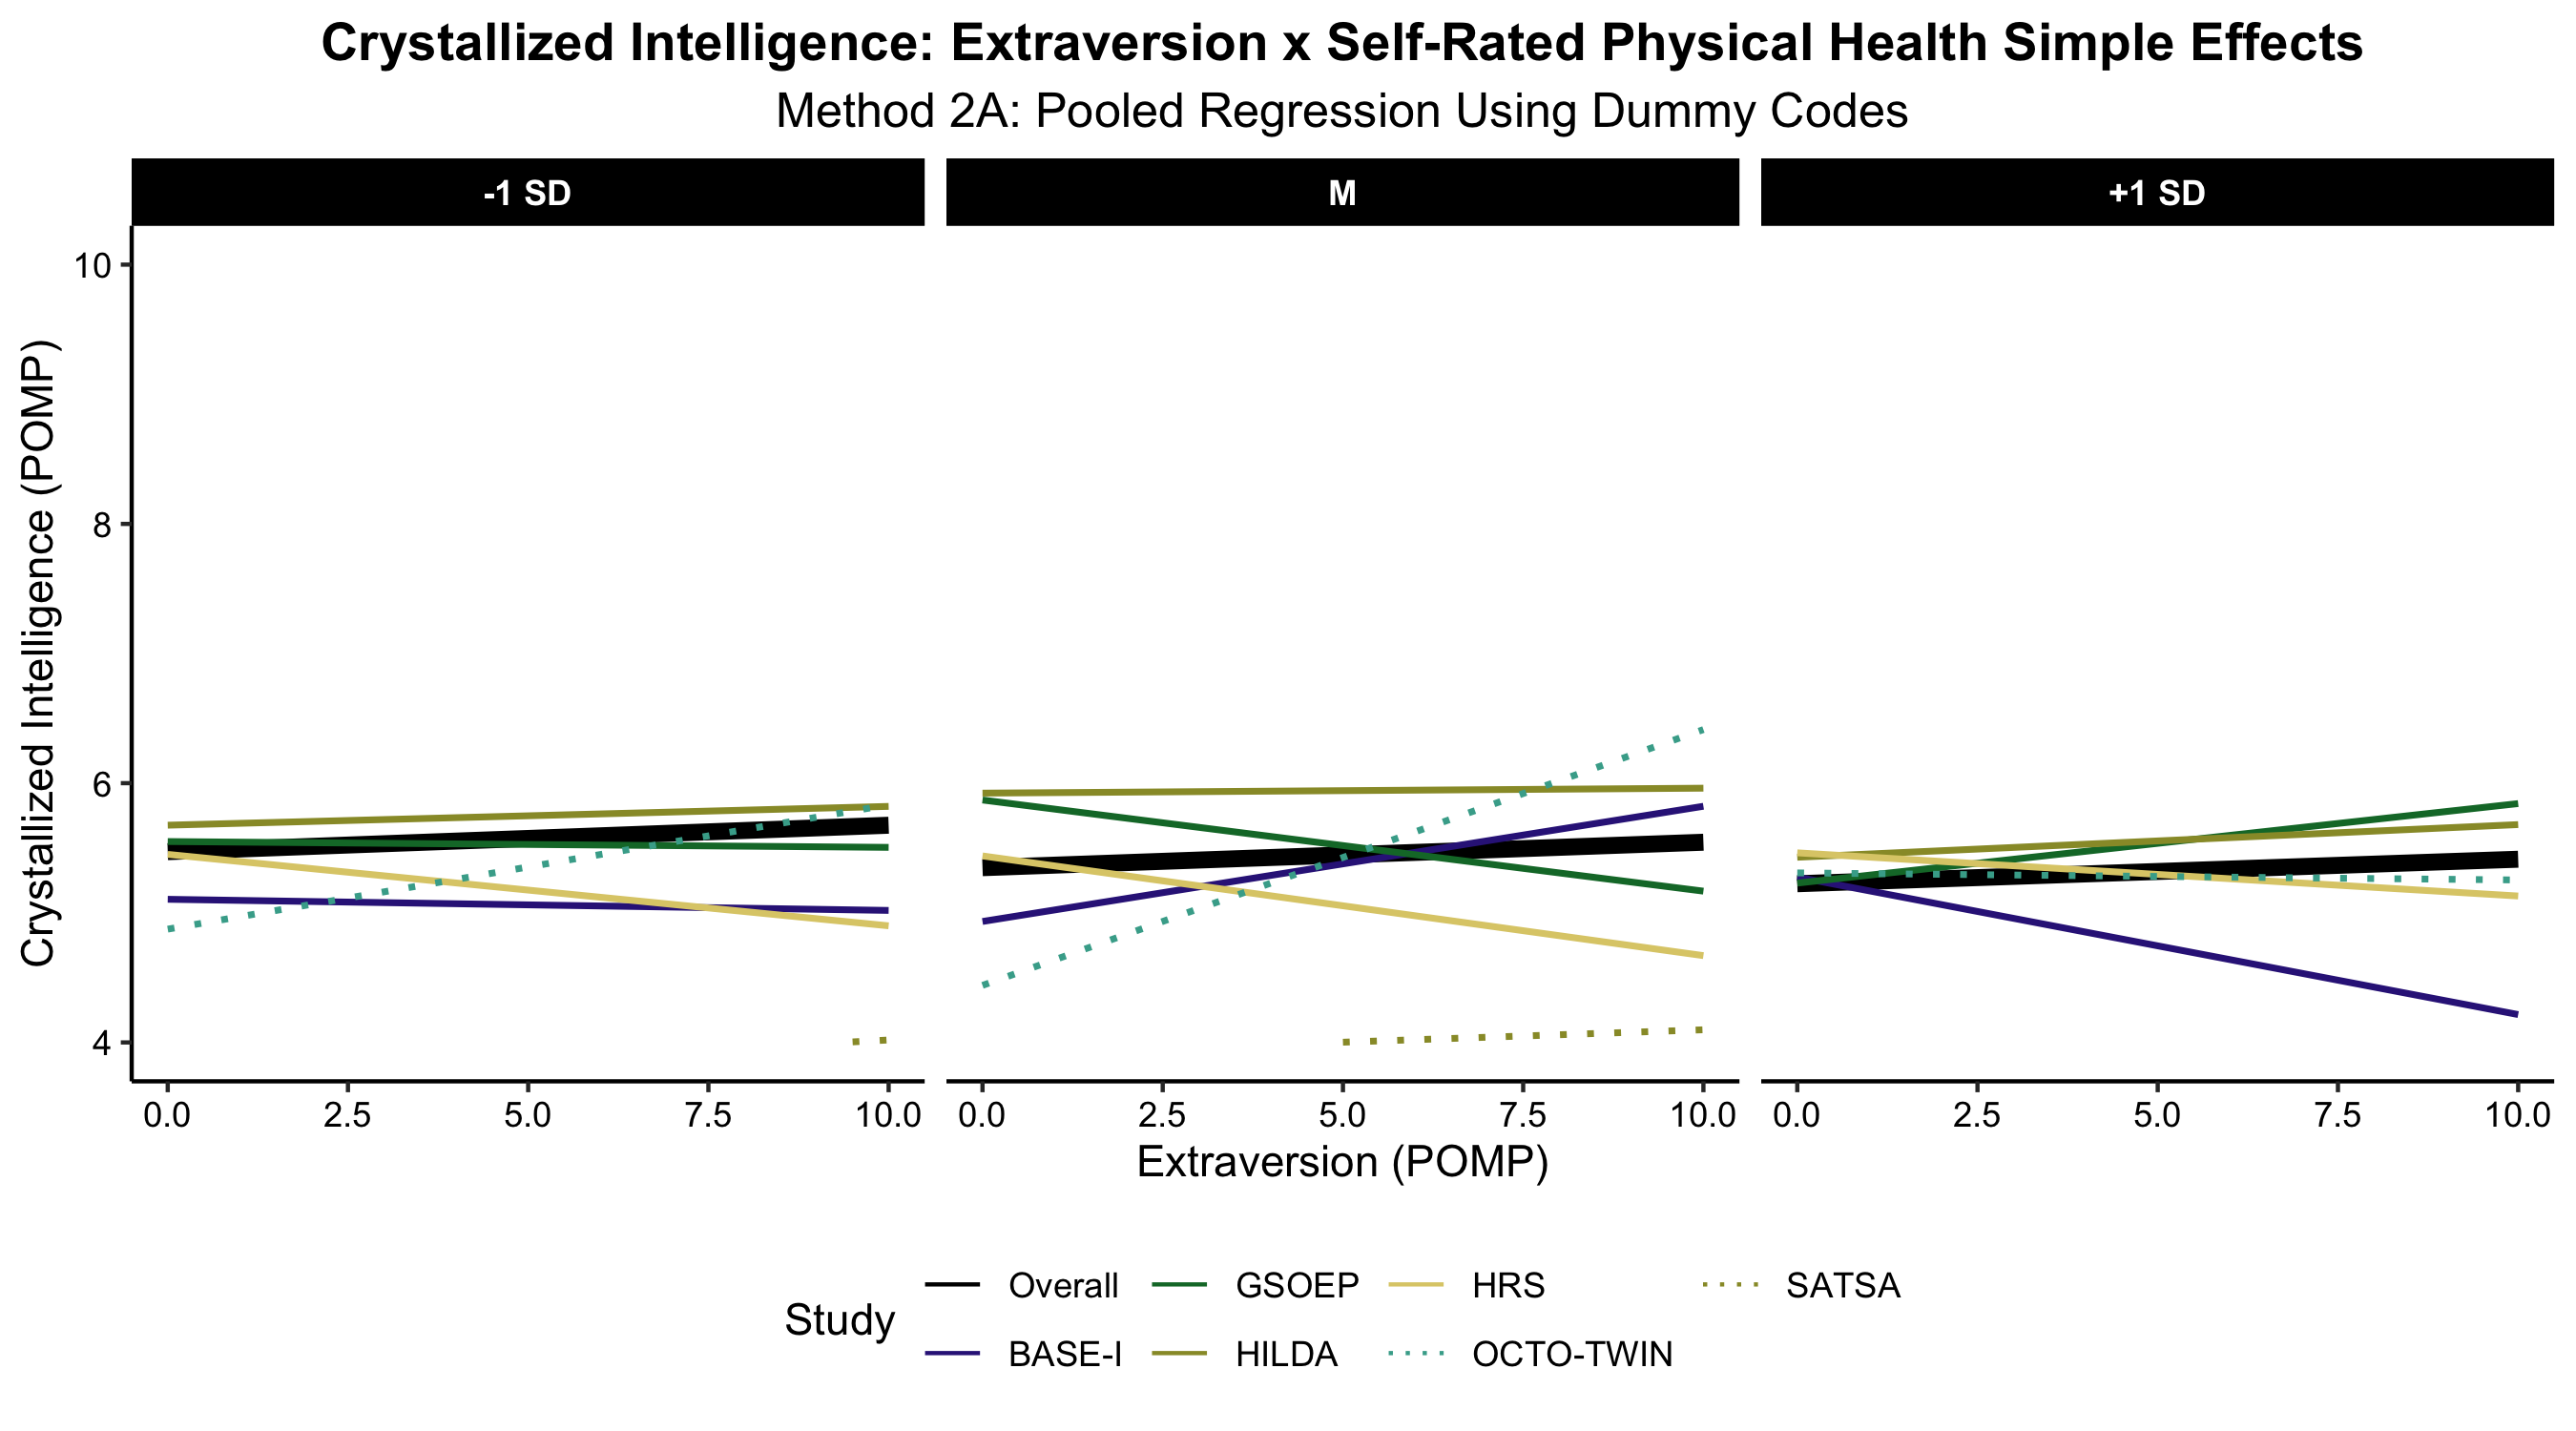 Crystallized Intelligence: Extraversion x Self-Rated Physical Health Simple Effects
Method 2A: Pooled Regression Using Dummy Codes
-1 SD M +1 SD
Crystallized Intelligence (POMP)
10
8
6
4
0.0 2.5 5.0 7.5 10.0 0.0 2.5 5.0 7.5 10.0 0.0 2.5 5.0 7.5 10.0
Extraversion (POMP)
Study
Overall GSOEP HRS SATSA
BASE-I HILDA OCTO-TWIN